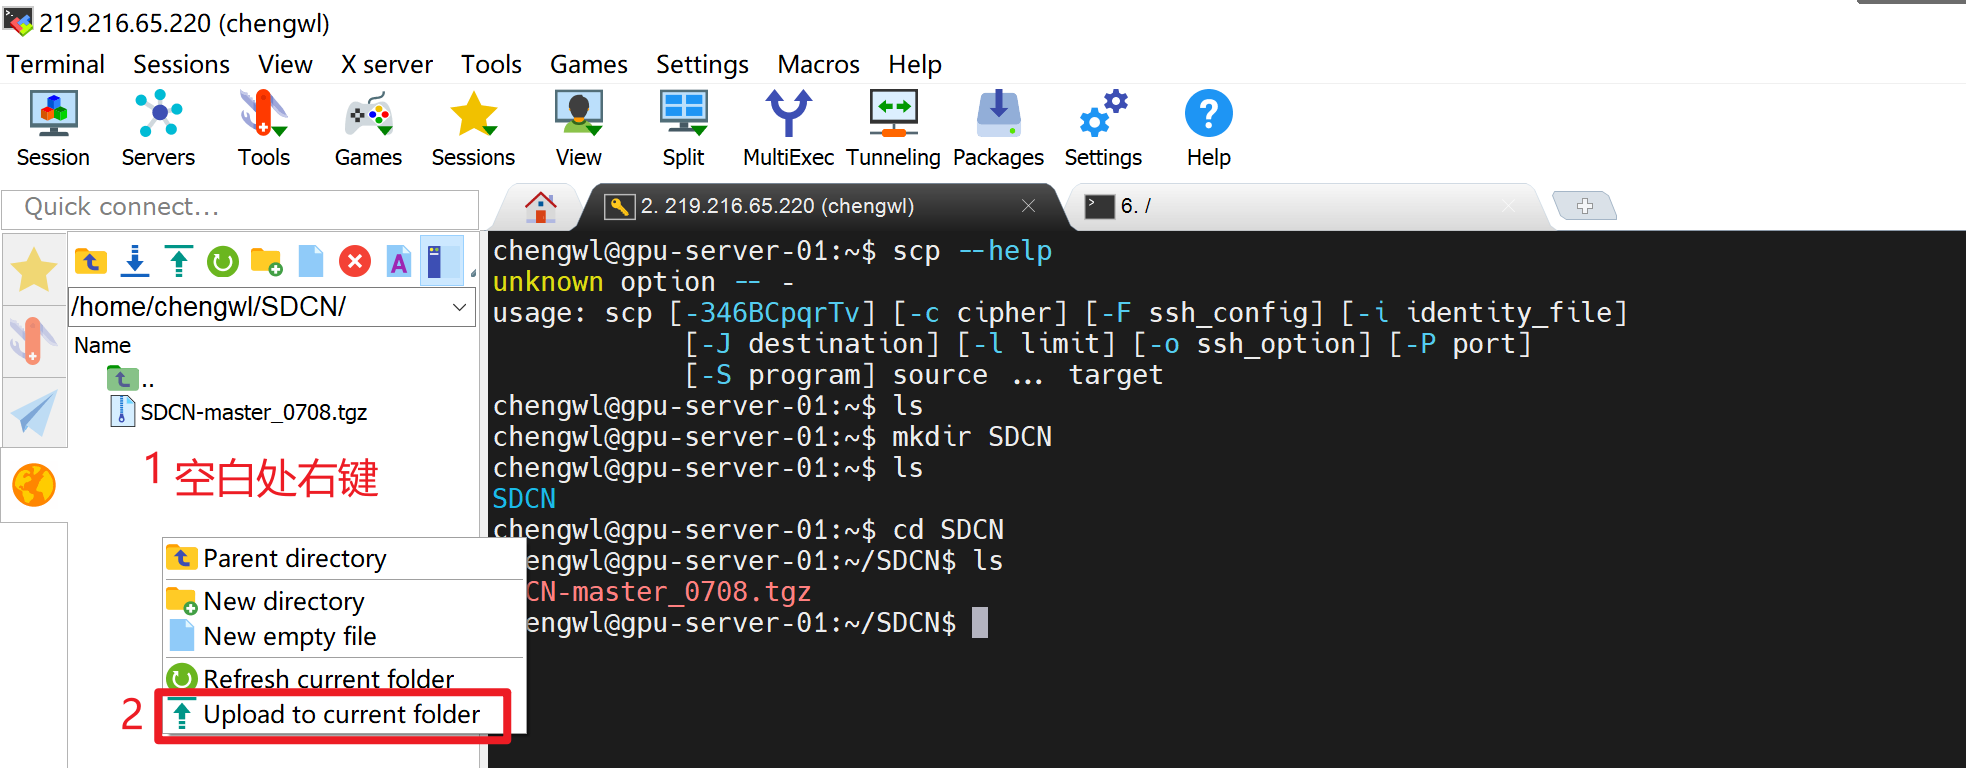 219.216.65.220 (chengwl)
Terminal Sessions View X server Tools Games Settings Macros Help
Session Servers Tools Games Sessions View Split MultiExec Tunneling Packages Settings Help
Quick connect...
2. 219.216.65.220 (chengwl)
6. /
/home/chengwl/SDCN/
Name
..
SDCN-master_0708.tgz
1 空白处右键
Parent directory
New directory
New empty file
Refresh current folder
2 Upload to current folder
chengwl@gpu-server-01:~$ scp --help
unknown option -- -
usage: scp [-346BCpqrTv] [-c cipher] [-F ssh_config] [-i identity_file]
[-J destination] [-l limit] [-o ssh_option] [-P port]
[-S program] source ... target
chengwl@gpu-server-01:~$ ls
chengwl@gpu-server-01:~$ mkdir SDCN
chengwl@gpu-server-01:~$ ls
SDCN
chengwl@gpu-server-01:~$ cd SDCN
engwl@gpu-server-01:~/SDCN$ ls
CN-master_0708.tgz
engwl@gpu-server-01:~/SDCN$